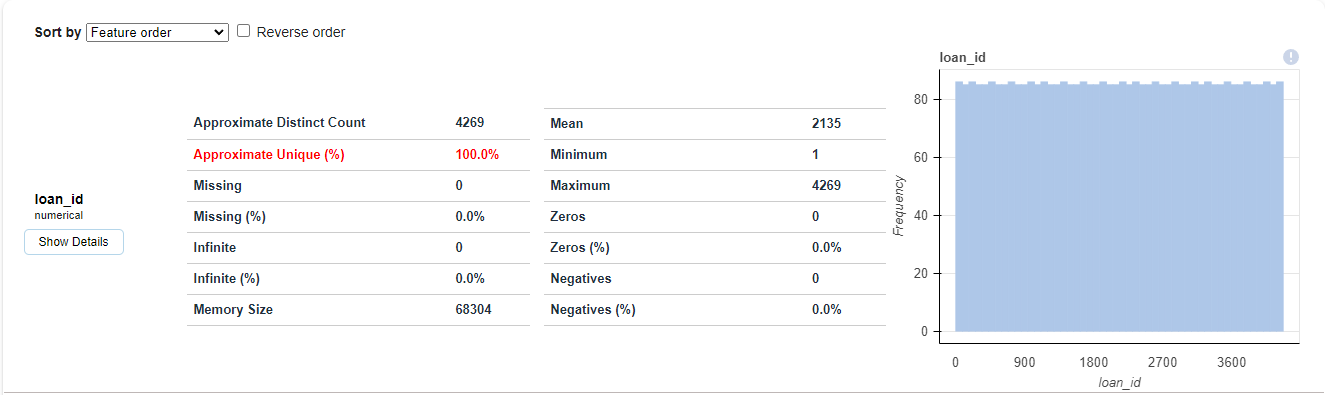 Sort by Feature order Reverse order
loan_id
numerical
Show Details
Approximate Distinct Count 4269
Approximate Unique (%) 100.0%
Missing 0
Missing (%) 0.0%
Infinite 0
Infinite (%) 0.0%
Memory Size 68304
Mean 2135
Minimum 1
Maximum 4269
Zeros 0
Zeros (%) 0.0%
Negatives 0
Negatives (%) 0.0%
loan_id !
Frequency
80
60
40
20
0
0 900 1800 2700 3600
loan_id